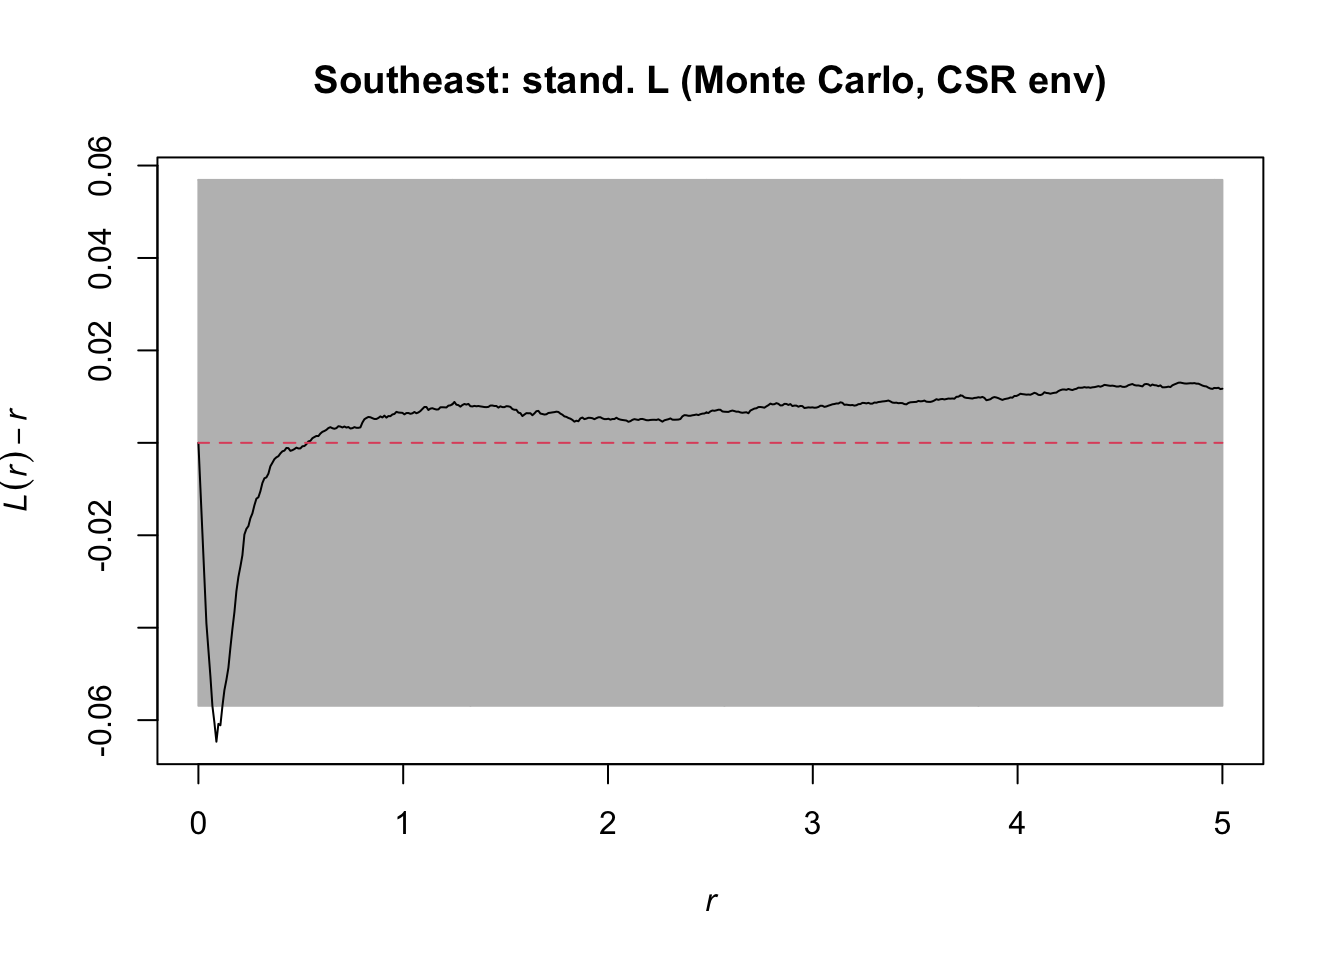 Southeast: stand. L (Monte Carlo, CSR env)
0.06
0.04
0.02
-0.02
-0.06
L(r) − r
0 1 2 3 4 5
r